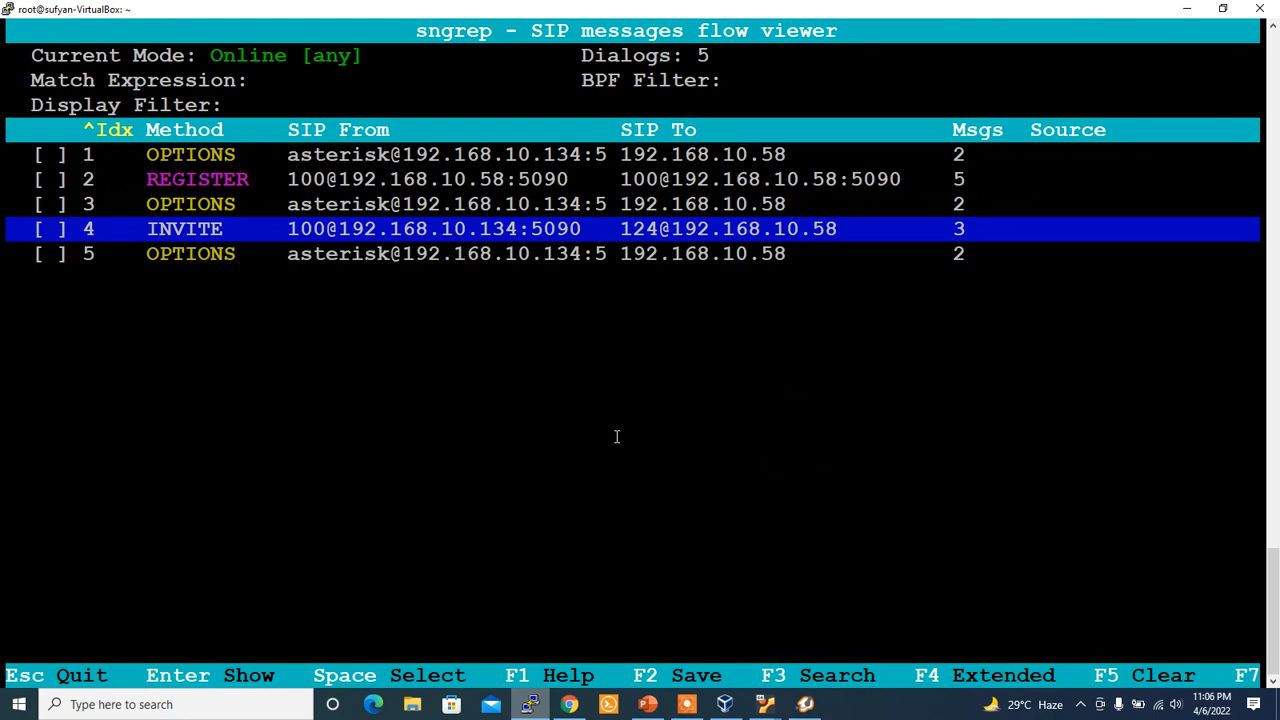 root@sufyan-VirtualBox: ~
sngrep - SIP messages flow viewer
Current Mode: Online [any] Dialogs: 5
Match Expression: BPF Filter:
Display Filter:
^Idx Method SIP From SIP To Msgs Source
[ ] 1 OPTIONS asterisk@192.168.10.134:5 192.168.10.58 2
[ ] 2 REGISTER 100@192.168.10.58:5090 100@192.168.10.58:5090 5
[ ] 3 OPTIONS asterisk@192.168.10.134:5 192.168.10.58 2
[ ] 4 INVITE 100@192.168.10.134:5090 124@192.168.10.58 3
[ ] 5 OPTIONS asterisk@192.168.10.134:5 192.168.10.58 2
Esc Quit Enter Show Space Select F1 Help F2 Save F3 Search F4 Extended F5 Clear F7
Type here to search 29°C Haze 11:06 PM
4/6/2022